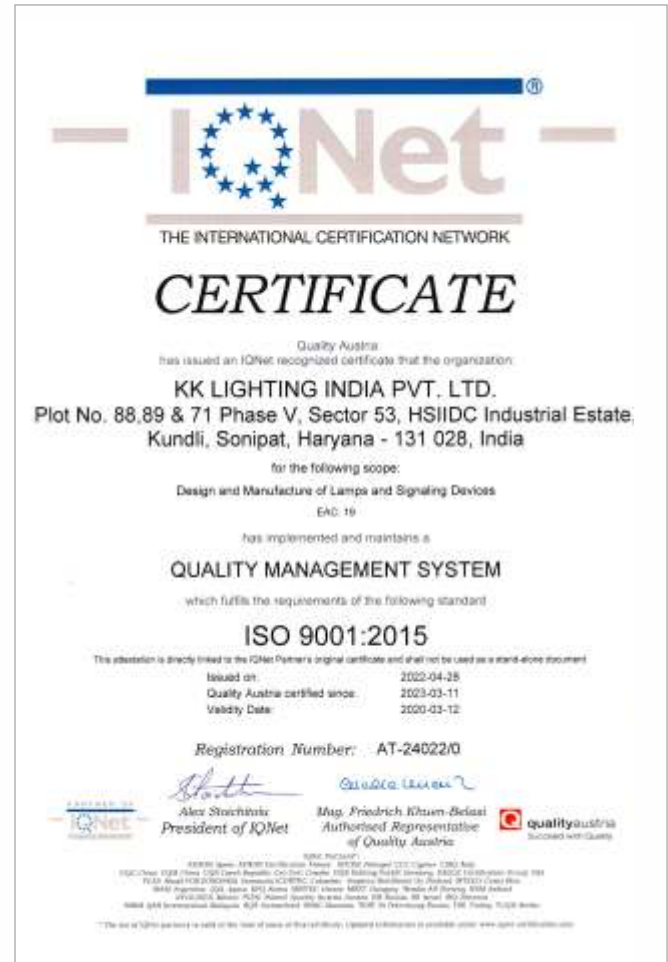 IQNet ®
THE INTERNATIONAL CERTIFICATION NETWORK
CERTIFICATE
Quality Austria
has issued an IQNet recognized certificate that the organization:
KK LIGHTING INDIA PVT. LTD.
Plot No. 88,89 & 71 Phase V, Sector 53, HSIIDC Industrial Estate,
Kundli, Sonipat, Haryana - 131 028, India
for the following scope:
Design and Manufacture of Lamps and Signaling Devices
EAC: 19
has implemented and maintains a
QUALITY MANAGEMENT SYSTEM
which fulfills the requirements of the following standard
ISO 9001:2015
This attestation is directly linked to the IQNet Partner's original certificate and shall not be used as a stand-alone document
Issued on: 2022-04-28
Quality Austria certified since: 2023-03-11
Validity Date: 2020-03-12
Registration Number: AT-24022/0
Alex Stoichitoiu
President of IQNet
Mag. Friedrich Khuen-Belasi
Authorised Representative
of Quality Austria
IQNet
qualityaustria
Succeed with Quality